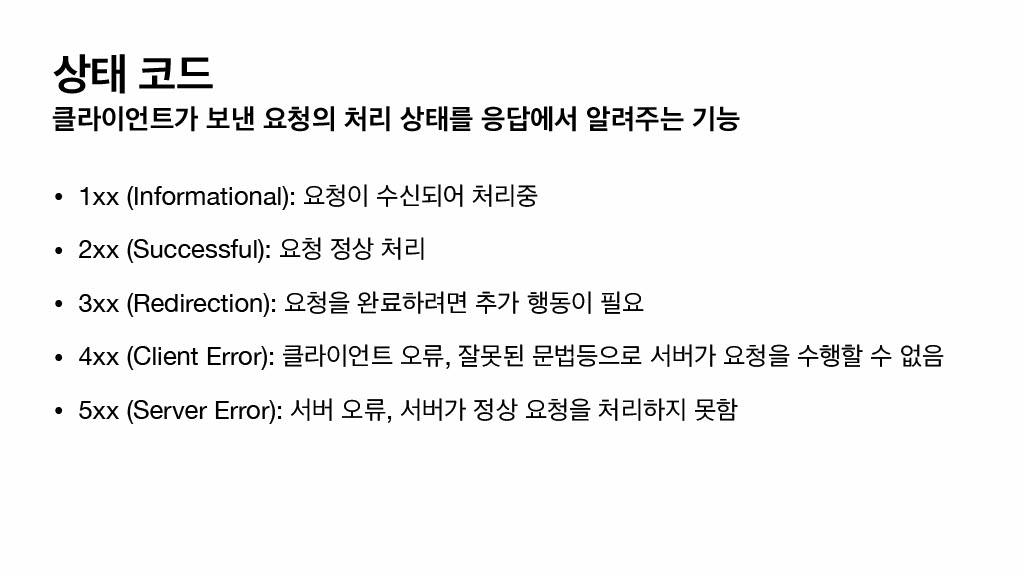 상태 코드
클라이언트가 보낸 요청의 처리 상태를 응답에서 알려주는 기능
• 1xx (Informational): 요청이 수신되어 처리중
• 2xx (Successful): 요청 정상 처리
• 3xx (Redirection): 요청을 완료하려면 추가 행동이 필요
• 4xx (Client Error): 클라이언트 오류, 잘못된 문법등으로 서버가 요청을 수행할 수 없음
• 5xx (Server Error): 서버 오류, 서버가 정상 요청을 처리하지 못함